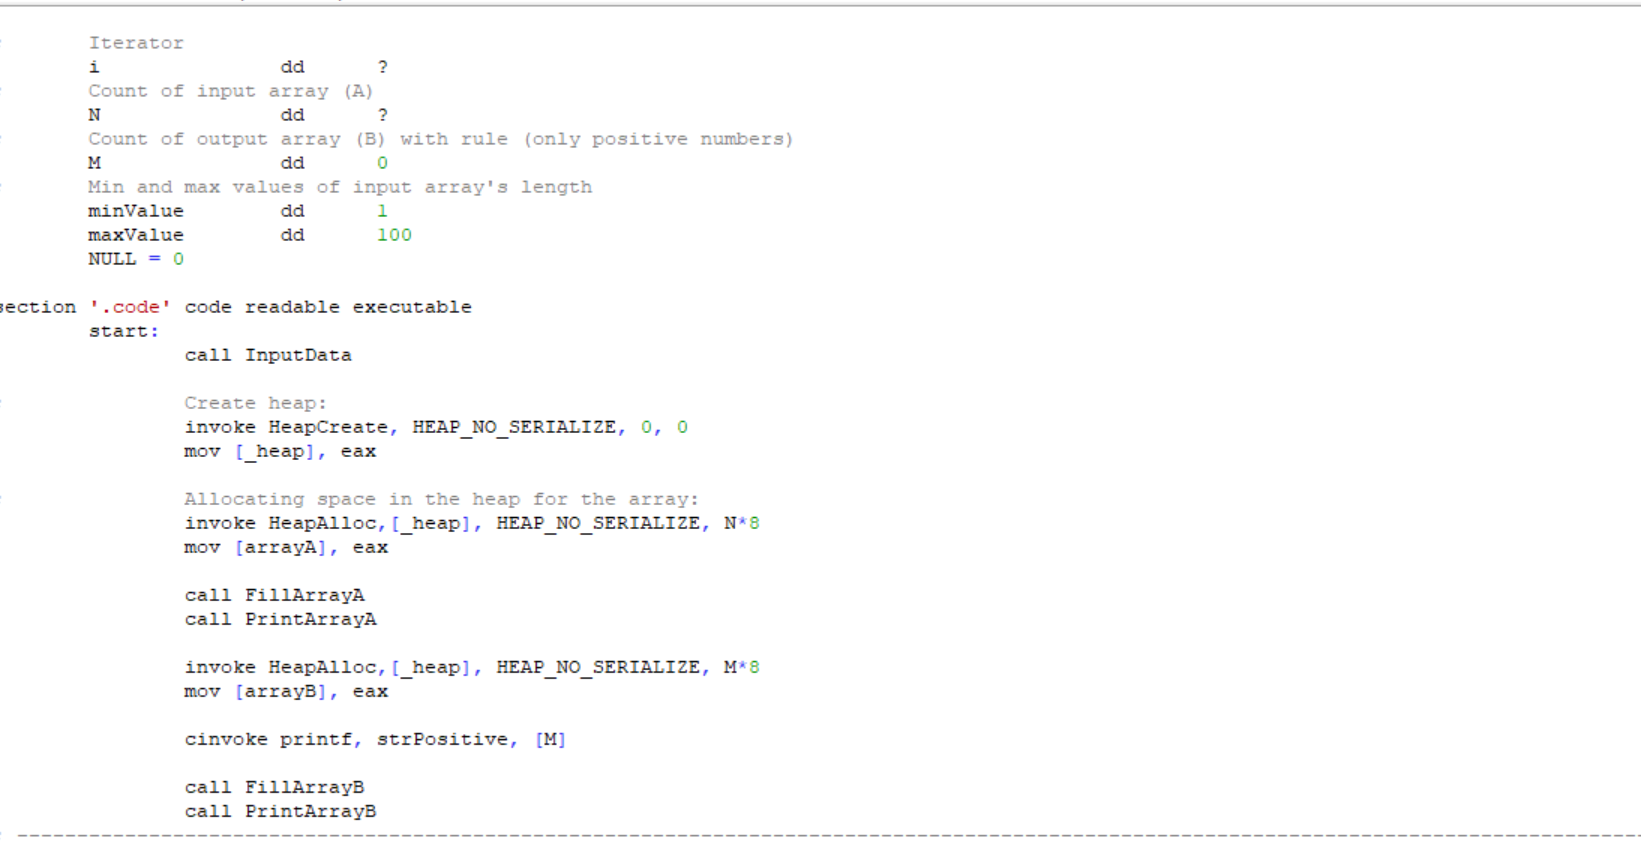 Iterator
i dd ?
Count of input array (A)
N dd ?
Count of output array (B) with rule (only positive numbers)
M dd 0
Min and max values of input array's length
minValue dd 1
maxValue dd 100
NULL = 0
section '.code' code readable executable
start:
call InputData
Create heap:
invoke HeapCreate, HEAP_NO_SERIALIZE, 0, 0
mov [_heap], eax
Allocating space in the heap for the array:
invoke HeapAlloc,[_heap], HEAP_NO_SERIALIZE, N*8
mov [arrayA], eax
call FillArrayA
call PrintArrayA
invoke HeapAlloc,[_heap], HEAP_NO_SERIALIZE, M*8
mov [arrayB], eax
cinvoke printf, strPositive, [M]
call FillArrayB
call PrintArrayB